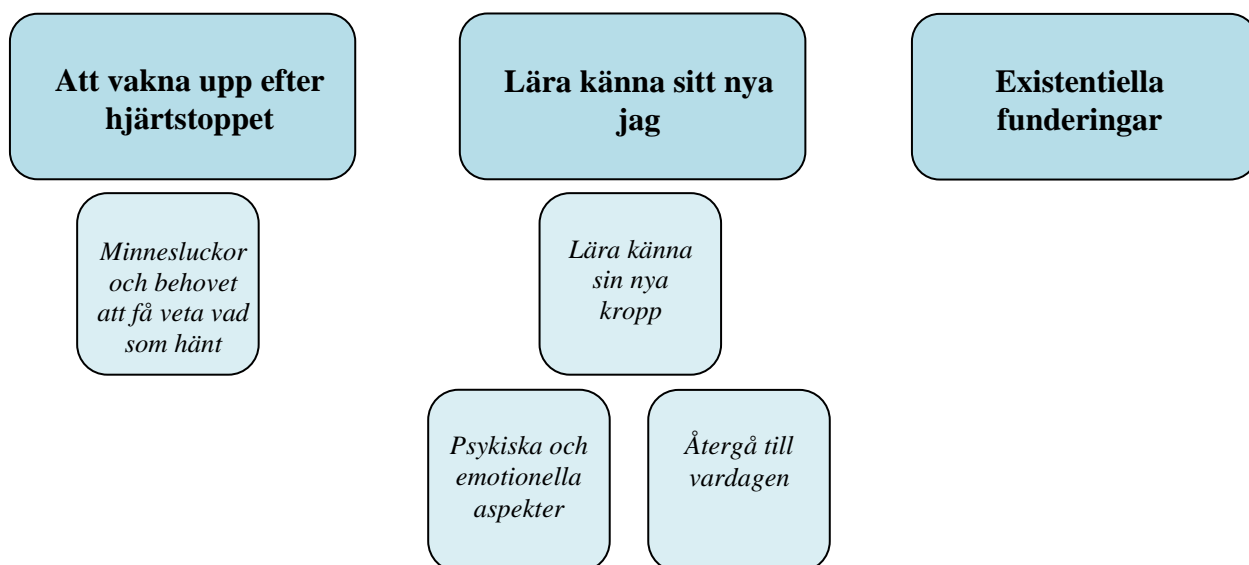 Att vakna upp efter
hjärtstoppet
Lära känna sitt nya
jag
Existentiella
funderingar
Minnesluckor
och behovet
att få veta vad
som hänt
Lära känna
sin nya
kropp
Psykiska och
emotionella
aspekter
Återgå till
vardagen